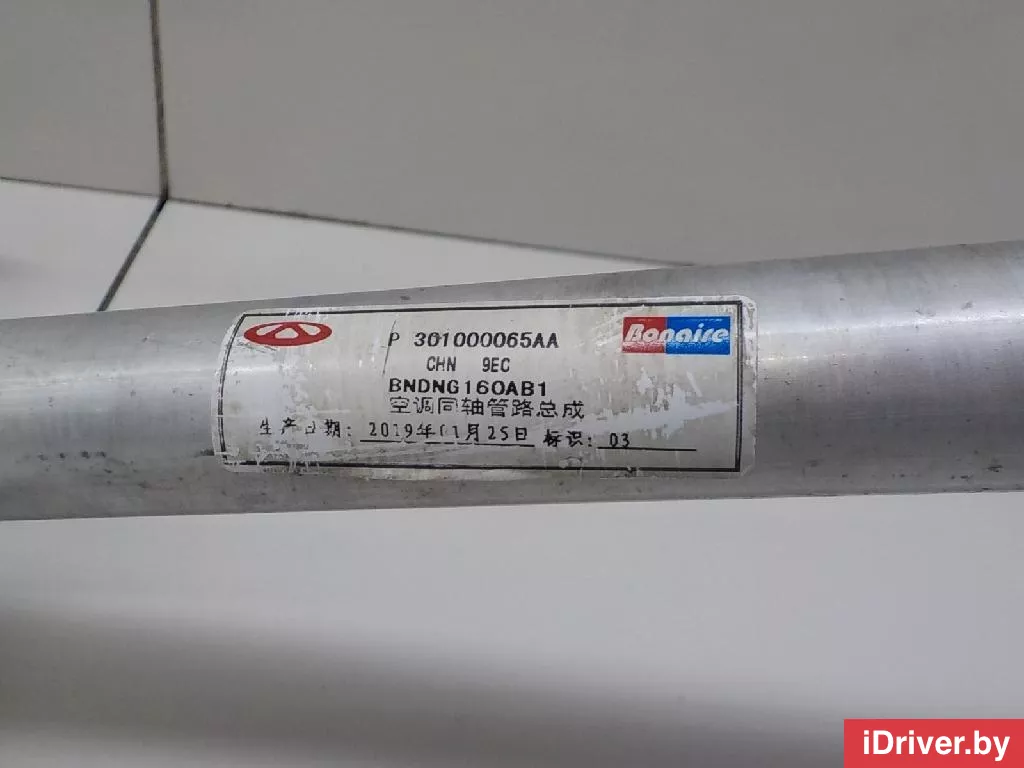 P 301000065AA
Bonaire
CHN 9EC
BNDNG160AB1
空调同轴管路总成
生产日期: 2019年01月25日 标识: 03
iDriver.by